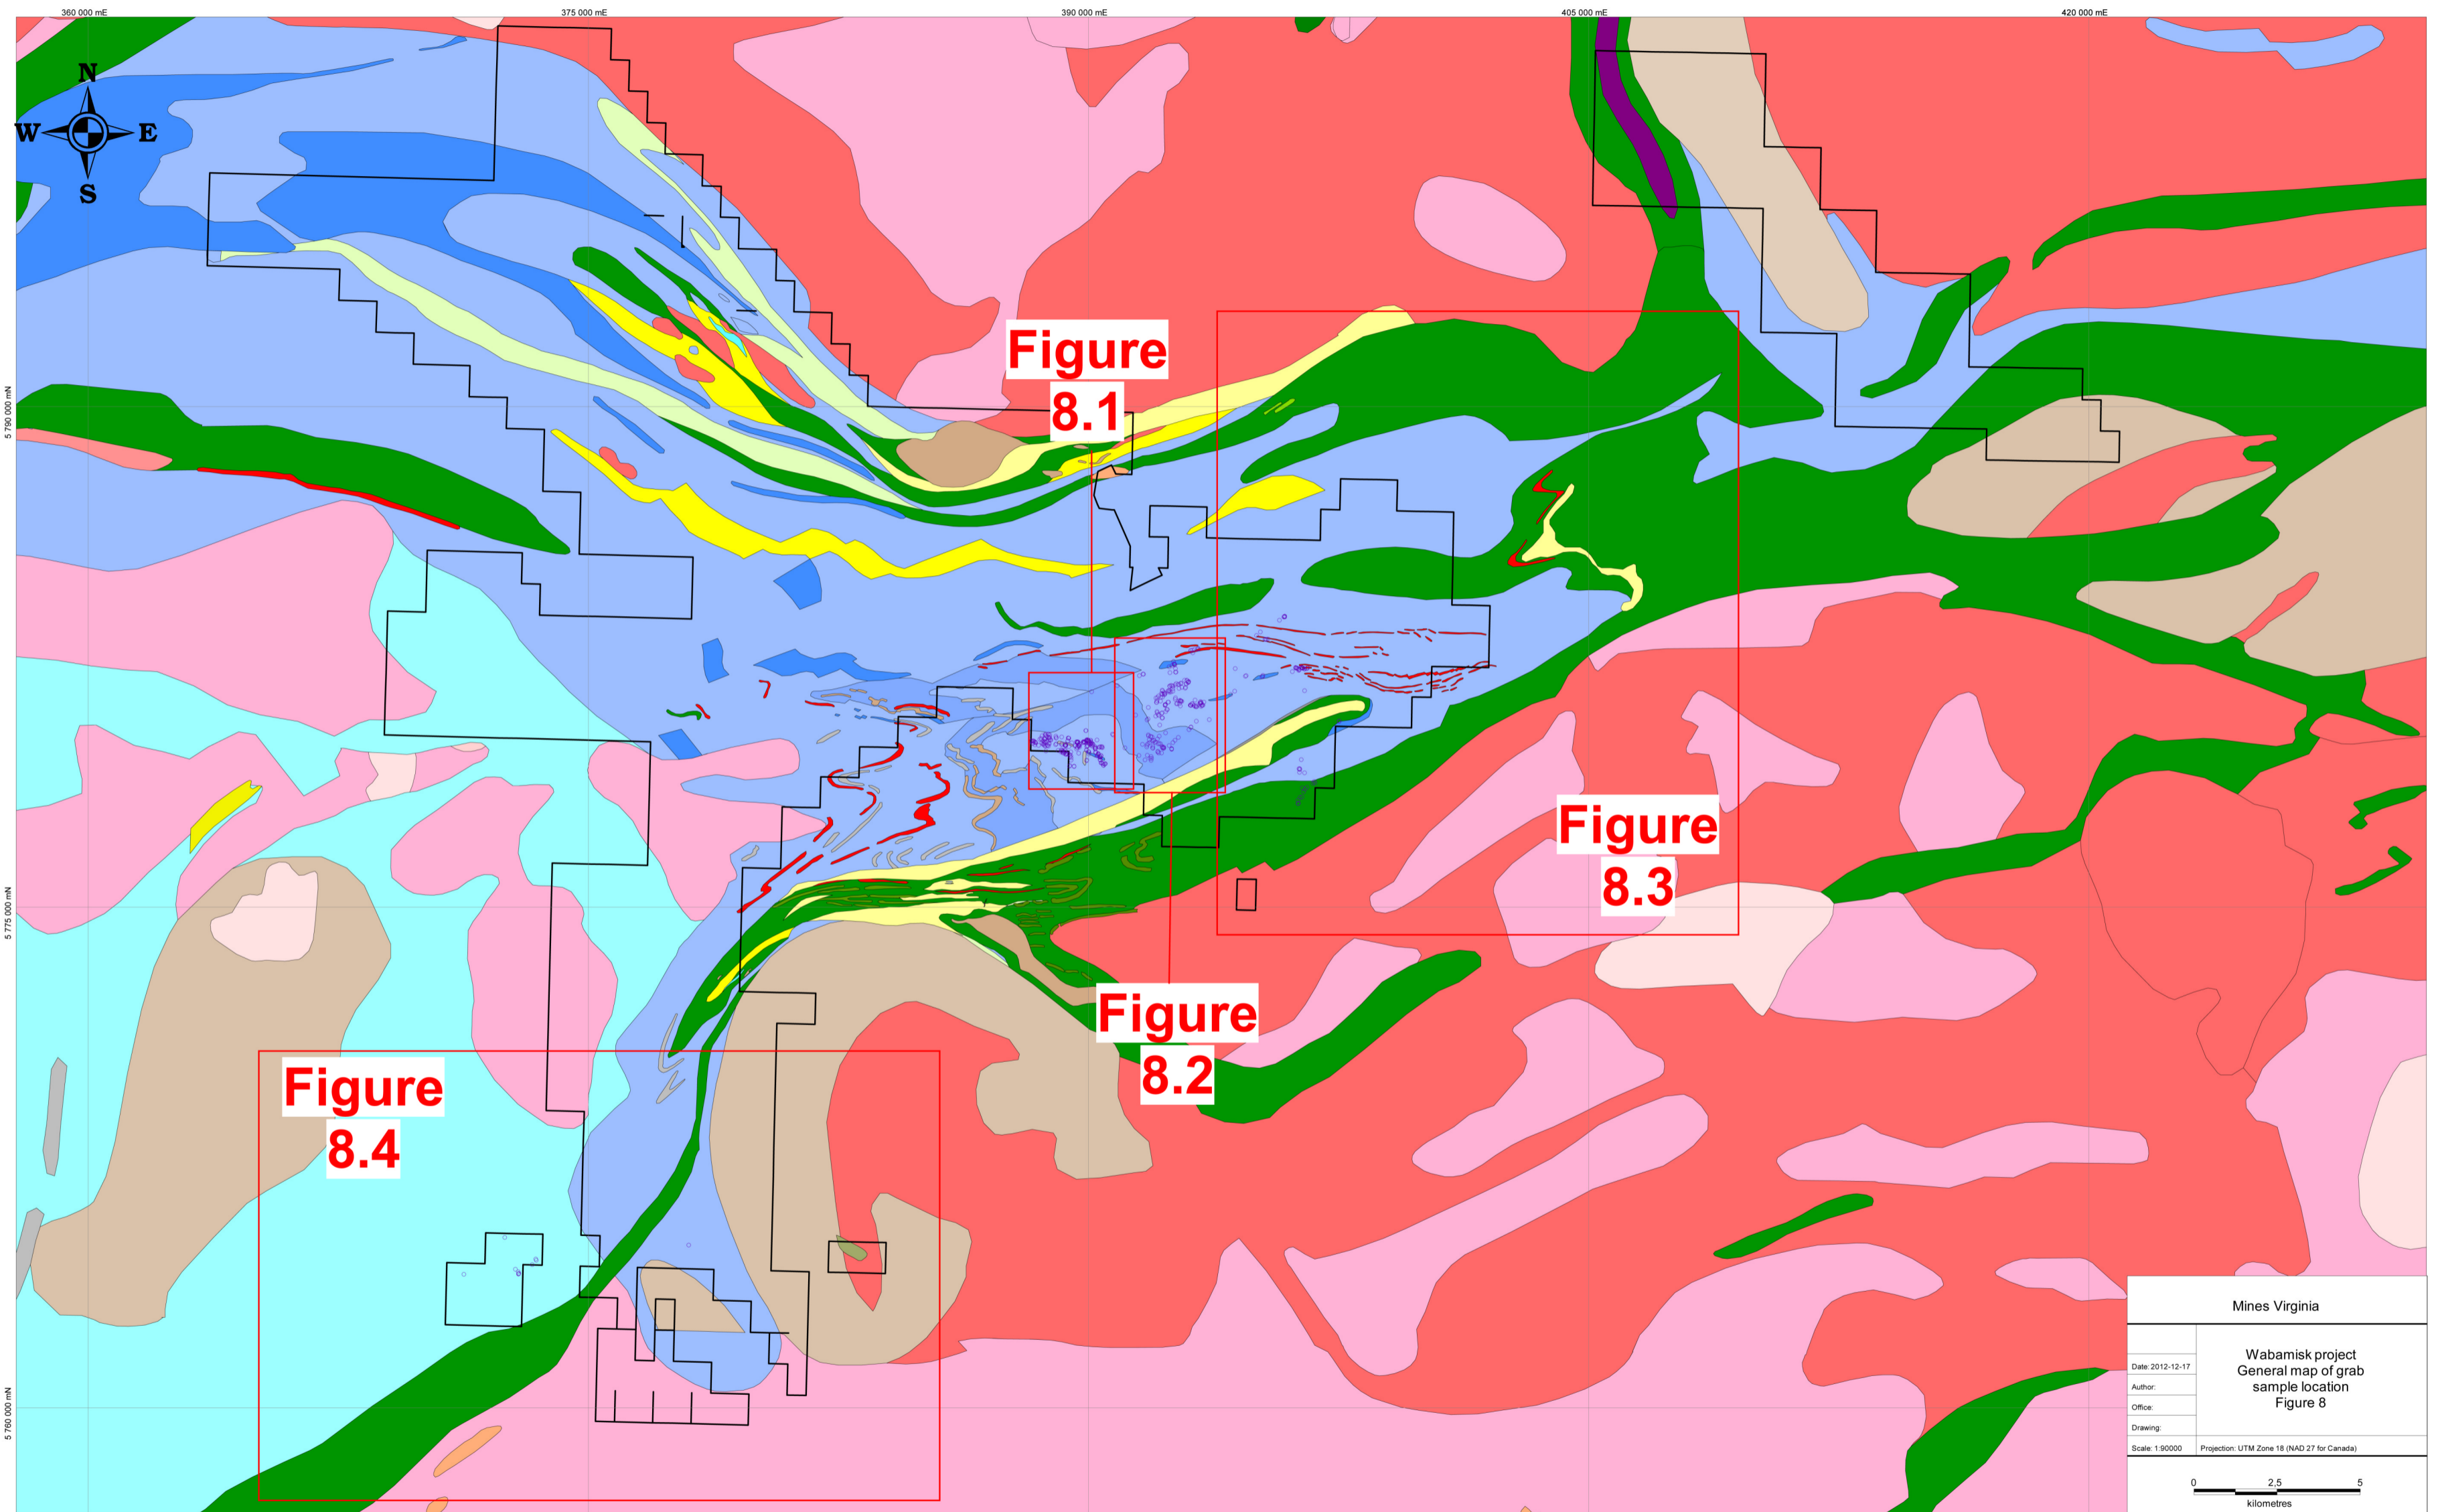 360 000 mE
375 000 mE
390 000 mE
405 000 mE
420 000 mE
N
W
E
S
5 790 000 mN
5 775 000 mN
5 760 000 mN
Figure
8.1
Figure
8.3
Figure
8.2
Figure
8.4
Mines Virginia
Date: 2012-12-17
Author:
Office:
Drawing:
Scale: 1:90000
Wabamisk project
General map of grab
sample location
Figure 8
Projection: UTM Zone 18 (NAD 27 for Canada)
0
2,5
5
kilometres